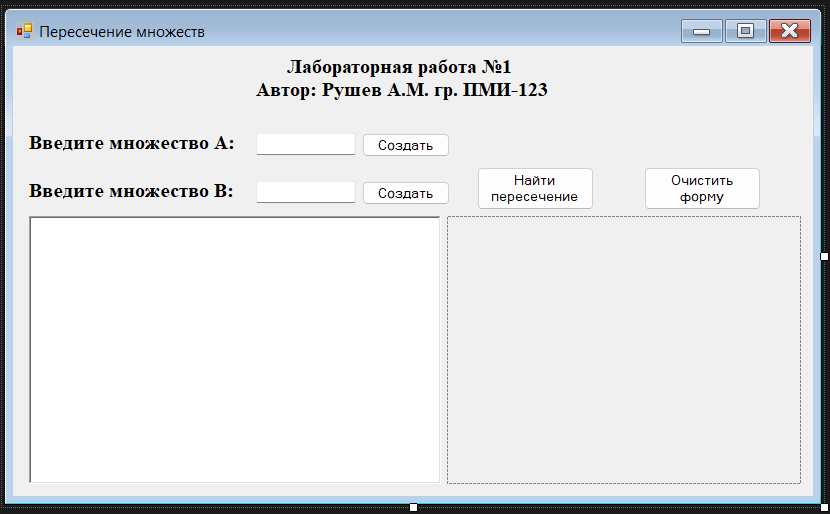 Пересечение множеств
Лабораторная работа №1
Автор: Рушев А.М. гр. ПМИ-123
Введите множество A:
Создать
Введите множество B:
Создать
Найти
пересечение
Очистить
форму